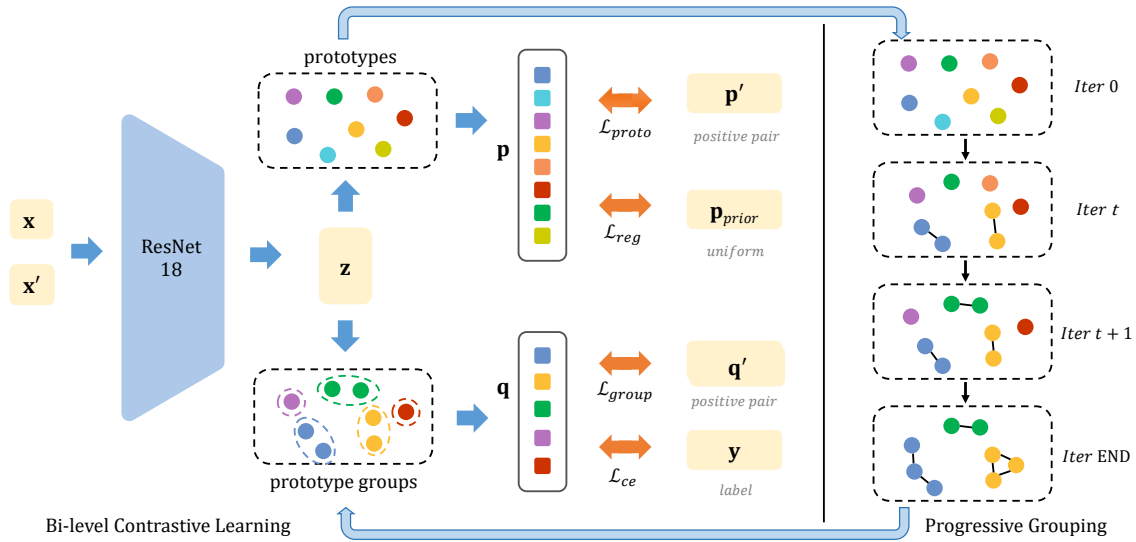 prototypes
𝐱
𝐱′
ResNet
18
𝐳
𝐩
ℒ𝑝𝑟𝑜𝑡𝑜
𝐩′
positive pair
ℒ𝑟𝑒𝑔
𝐩𝑝𝑟𝑖𝑜𝑟
uniform
prototype groups
𝐪
ℒ𝑔𝑟𝑜𝑢𝑝
𝐪′
positive pair
ℒ𝑐𝑒
𝐲
label
Bi-level Contrastive Learning
Iter 0
Iter t
Iter t + 1
Iter END
Progressive Grouping